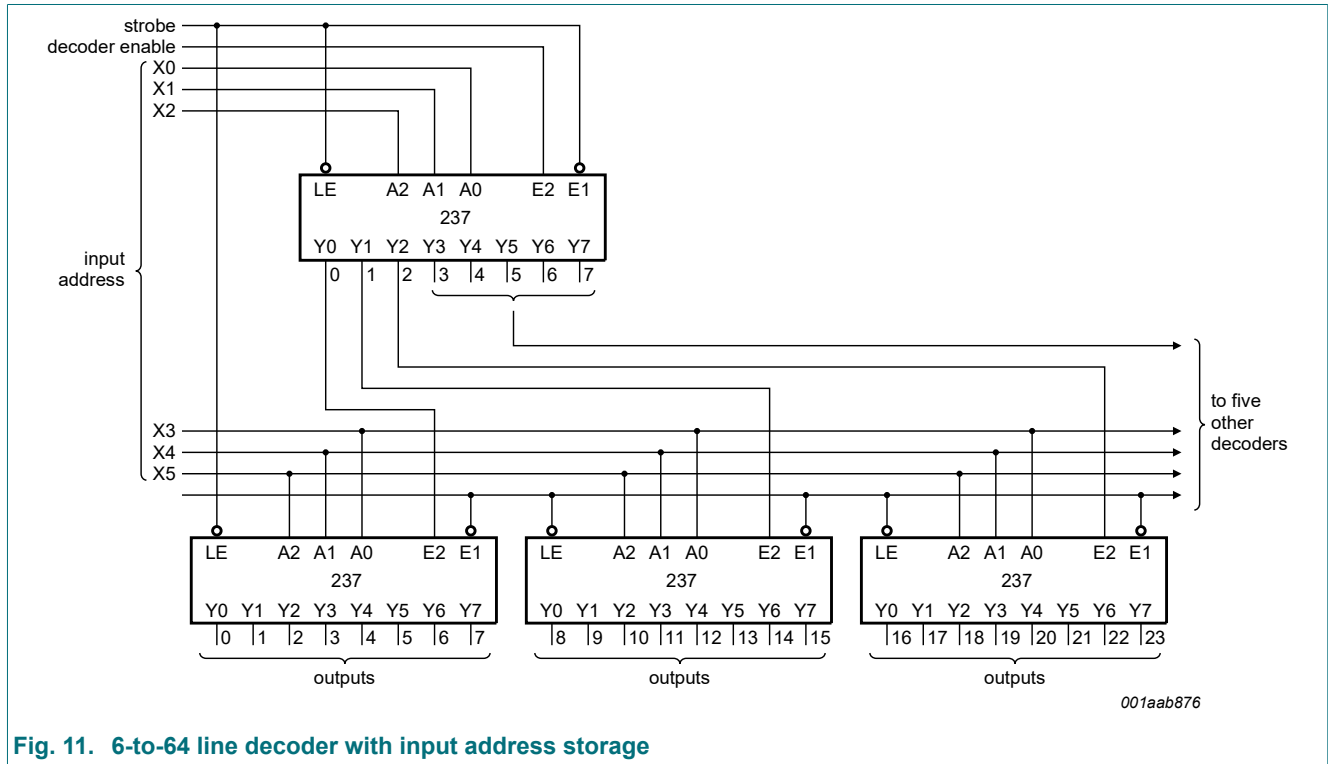 strobe
decoder enable
X0
X1
X2
LE A2 A1 A0 E2 E1
237
Y0 Y1 Y2 Y3 Y4 Y5 Y6 Y7
0 1 2 3 4 5 6 7
input
address
to five
other
decoders
X3
X4
X5
LE A2 A1 A0 E2 E1
237
Y0 Y1 Y2 Y3 Y4 Y5 Y6 Y7
0 1 2 3 4 5 6 7
outputs
LE A2 A1 A0 E2 E1
237
Y0 Y1 Y2 Y3 Y4 Y5 Y6 Y7
8 9 10 11 12 13 14 15
outputs
LE A2 A1 A0 E2 E1
237
Y0 Y1 Y2 Y3 Y4 Y5 Y6 Y7
16 17 18 19 20 21 22 23
outputs
001aab876
Fig. 11. 6-to-64 line decoder with input address storage